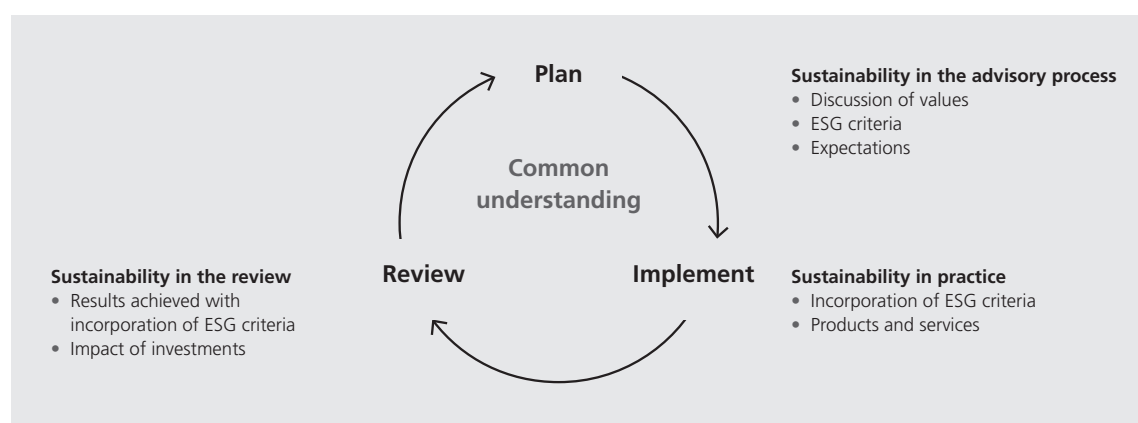 Plan
Sustainability in the advisory process
• Discussion of values
• ESG criteria
• Expectations
Common
understanding
Review
Implement
Sustainability in the review
• Results achieved with
incorporation of ESG criteria
• Impact of investments
Sustainability in practice
• Incorporation of ESG criteria
• Products and services